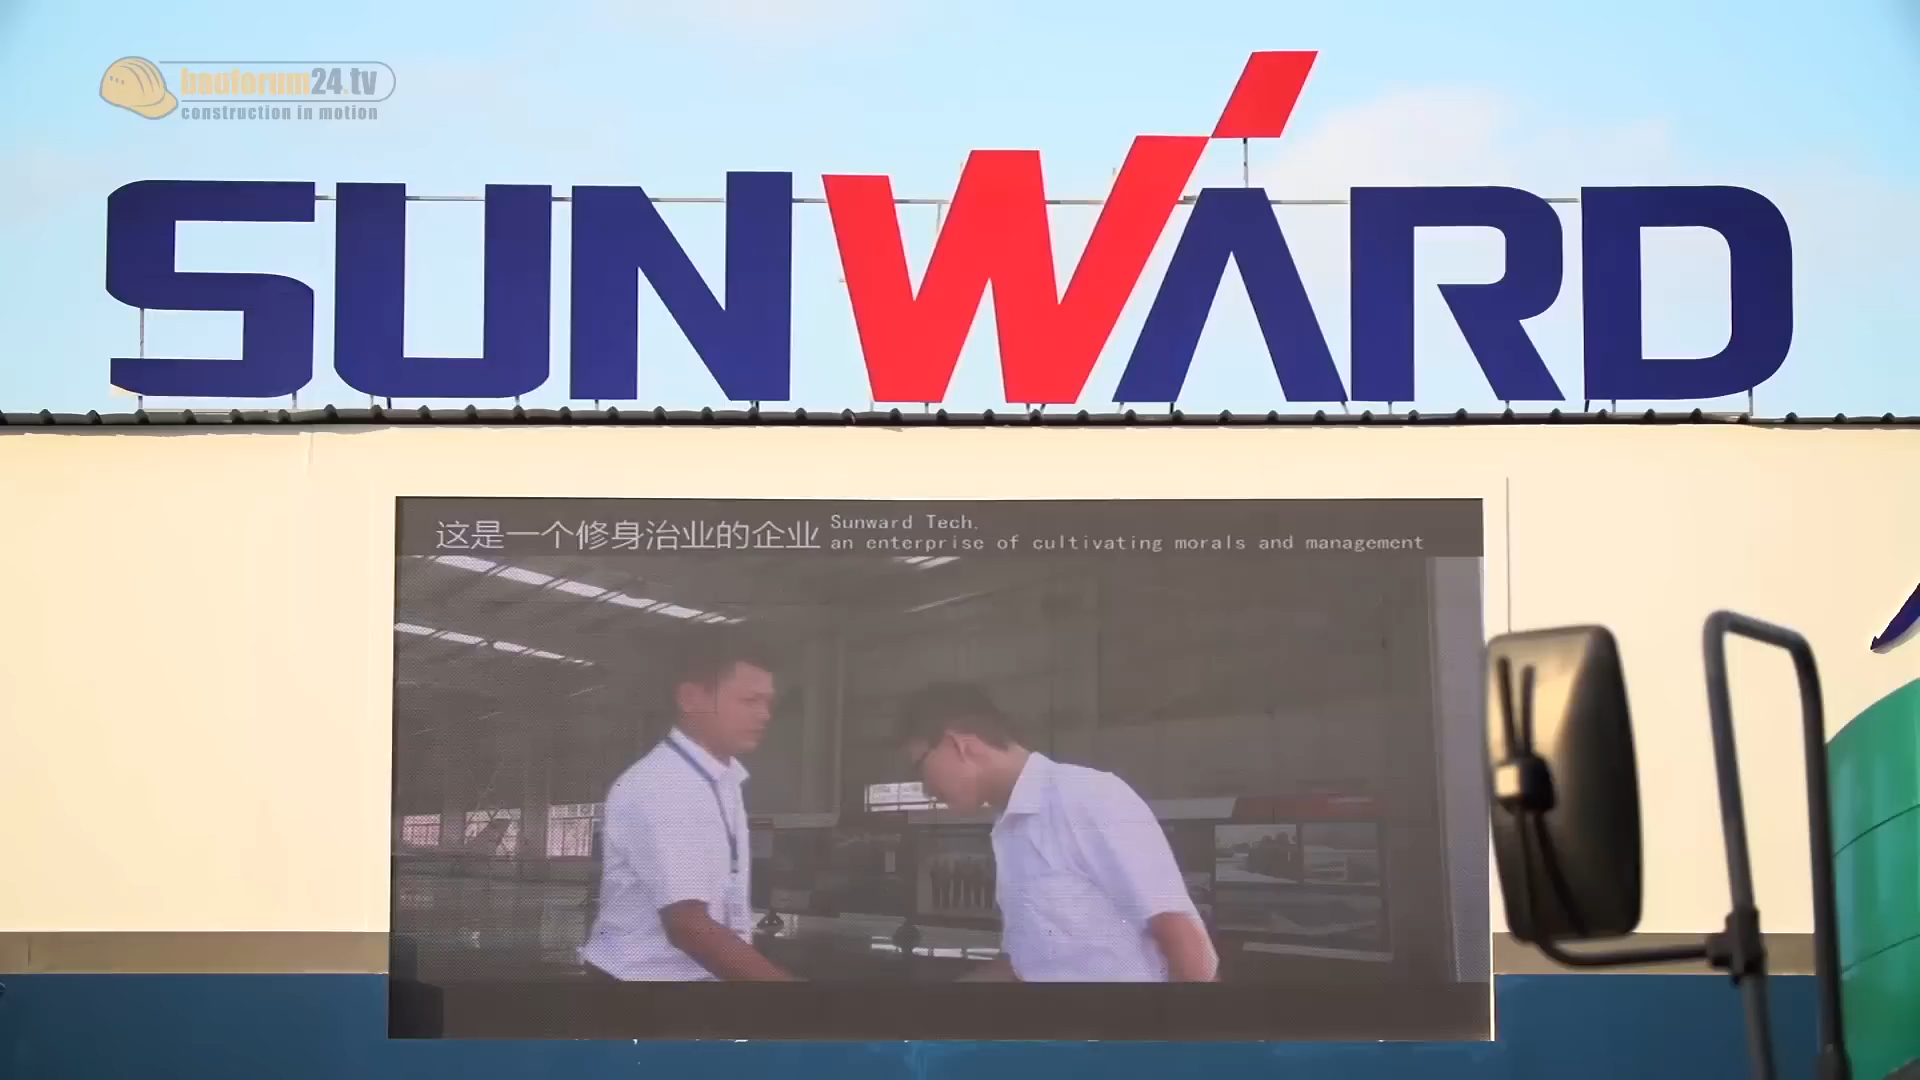 bauforum24.tv
construction in motion
SUNWARD
这是一个修身治业的企业
Sunward Tech.
an enterprise of cultivating morals and management